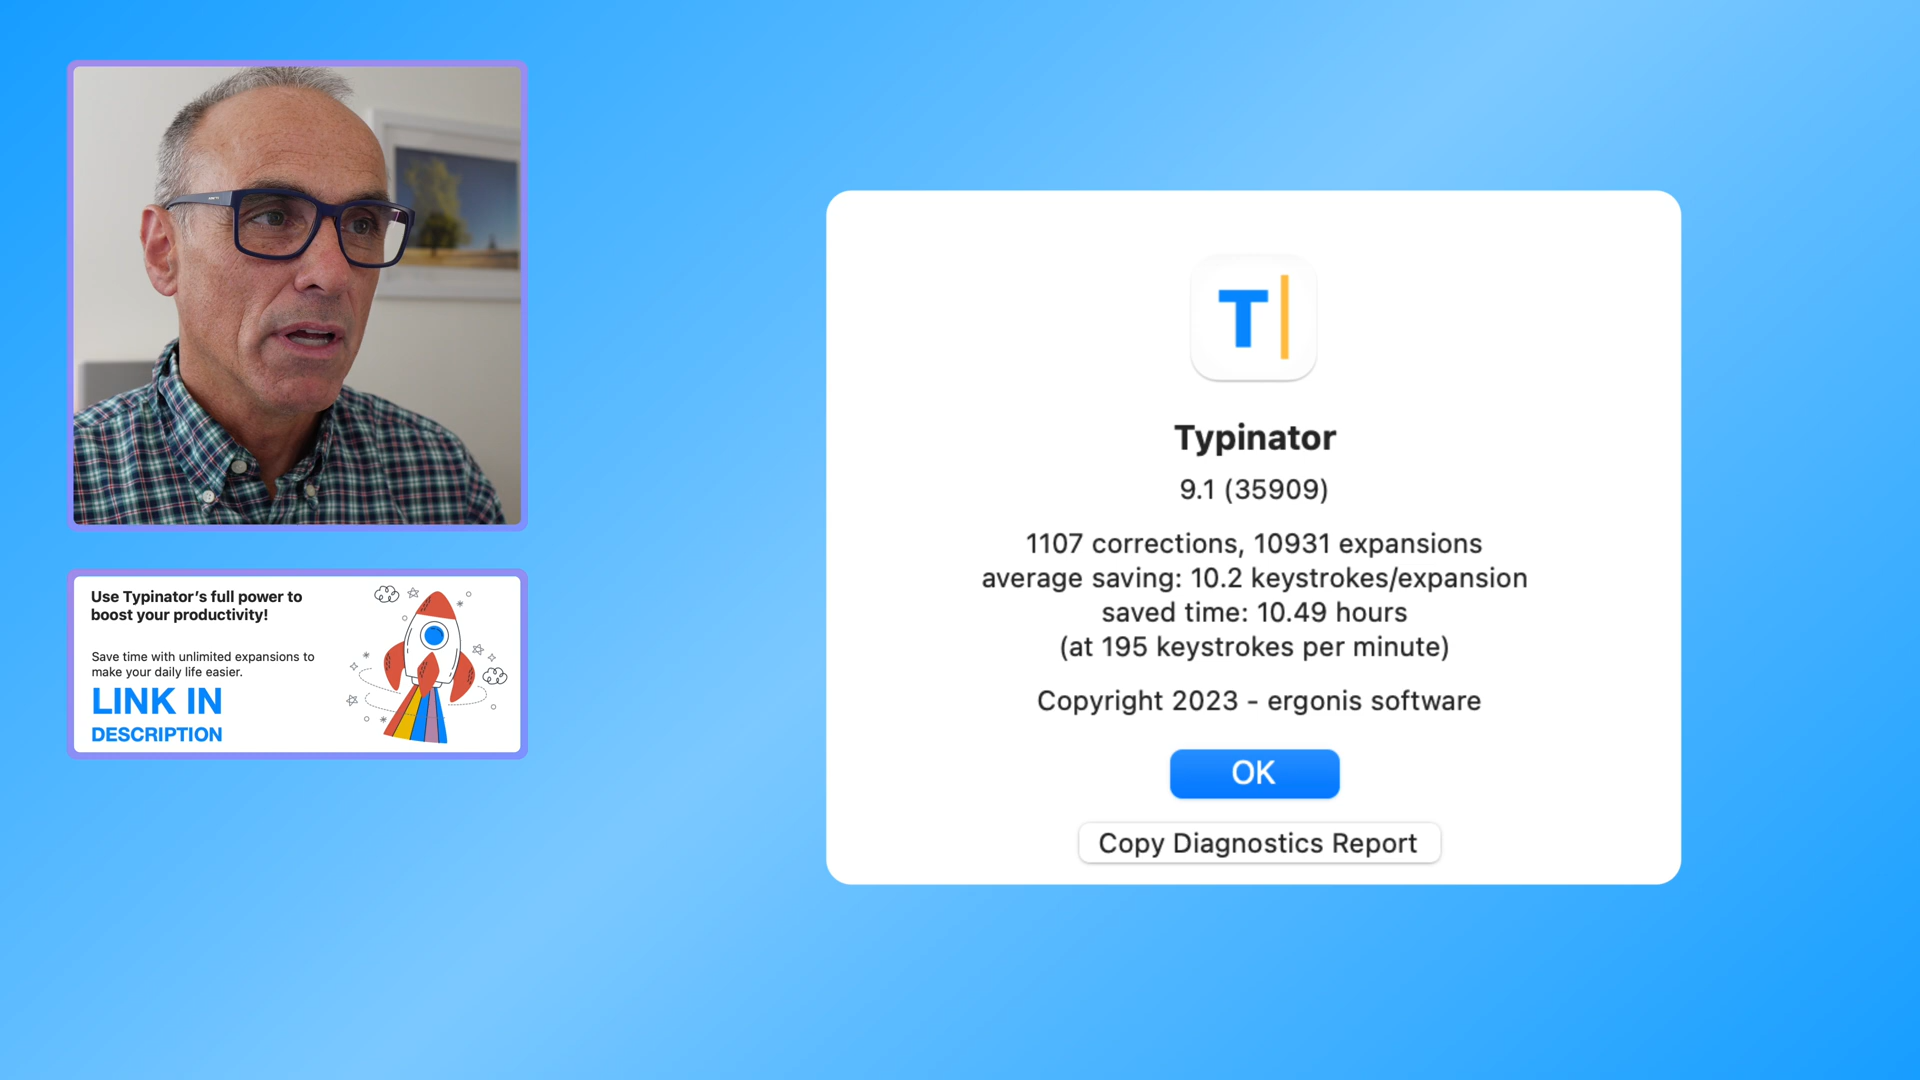 Use Typinator’s full power to
boost your productivity!
Save time with unlimited expansions to
make your daily life easier.
LINK IN
DESCRIPTION
T
Typinator
9.1 (35909)
1107 corrections, 10931 expansions
average saving: 10.2 keystrokes/expansion
saved time: 10.49 hours
(at 195 keystrokes per minute)
Copyright 2023 - ergonis software
OK
Copy Diagnostics Report